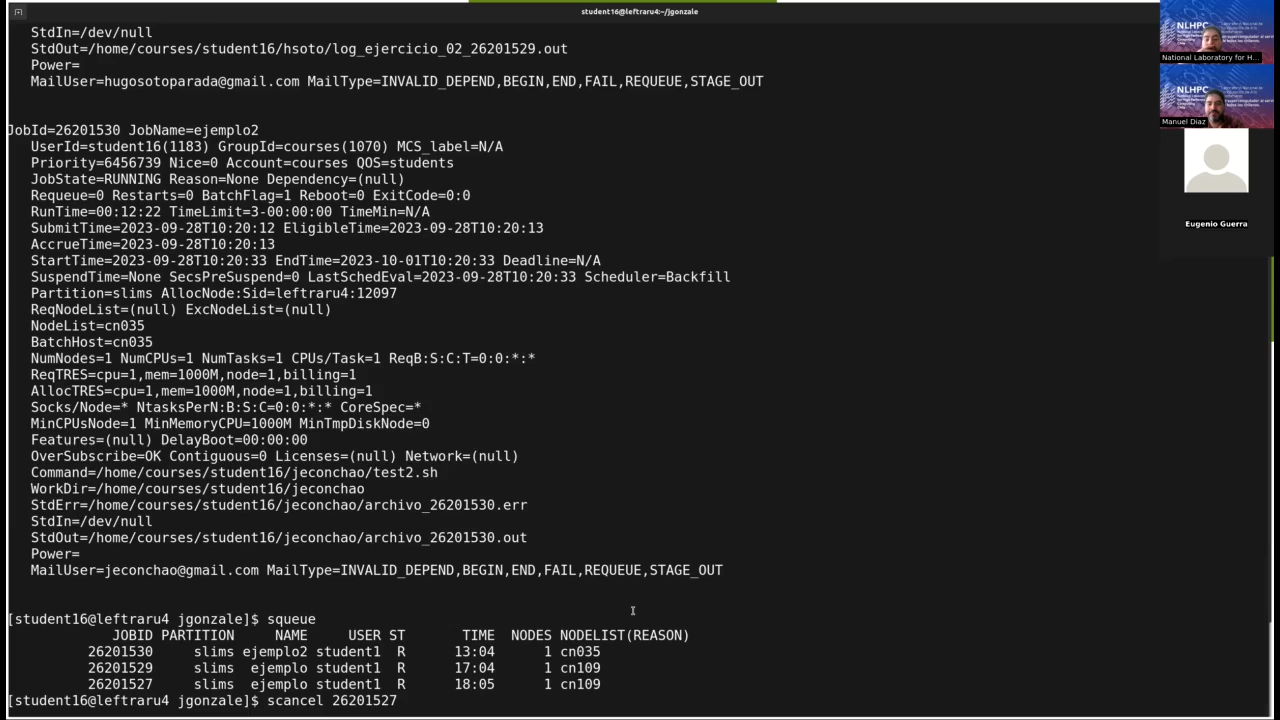 student16@leftraru4:~/jgonzale
StdIn=/dev/null
StdOut=/home/courses/student16/hsoto/log_ejercicio_02_26201529.out
Power=
MailUser=hugosotoparada@gmail.com MailType=INVALID_DEPEND,BEGIN,END,FAIL,REQUEUE,STAGE_OUT
JobId=26201530 JobName=ejemplo2
UserId=student16(1183) GroupId=courses(1070) MCS_label=N/A
Priority=6456739 Nice=0 Account=courses QOS=students
JobState=RUNNING Reason=None Dependency=(null)
Requeue=0 Restarts=0 BatchFlag=1 Reboot=0 ExitCode=0:0
RunTime=00:12:22 TimeLimit=3-00:00:00 TimeMin=N/A
SubmitTime=2023-09-28T10:20:12 EligibleTime=2023-09-28T10:20:13
AccrueTime=2023-09-28T10:20:13
StartTime=2023-09-28T10:20:33 EndTime=2023-10-01T10:20:33 Deadline=N/A
SuspendTime=None SecsPreSuspend=0 LastSchedEval=2023-09-28T10:20:33 Scheduler=Backfill
Partition=slims AllocNode:Sid=leftraru4:12097
ReqNodeList=(null) ExcNodeList=(null)
NodeList=cn035
BatchHost=cn035
NumNodes=1 NumCPUs=1 NumTasks=1 CPUs/Task=1 ReqB:S:C:T=0:0:*:*
ReqTRES=cpu=1,mem=1000M,node=1,billing=1
AllocTRES=cpu=1,mem=1000M,node=1,billing=1
Socks/Node=* NtasksPerN:B:S:C=0:0:*:* CoreSpec=*
MinCPUsNode=1 MinMemoryCPU=1000M MinTmpDiskNode=0
Features=(null) DelayBoot=00:00:00
OverSubscribe=OK Contiguous=0 Licenses=(null) Network=(null)
Command=/home/courses/student16/jeconchao/test2.sh
WorkDir=/home/courses/student16/jeconchao
StdErr=/home/courses/student16/jeconchao/archivo_26201530.err
StdIn=/dev/null
StdOut=/home/courses/student16/jeconchao/archivo_26201530.out
Power=
MailUser=jeconchao@gmail.com MailType=INVALID_DEPEND,BEGIN,END,FAIL,REQUEUE,STAGE_OUT
[student16@leftraru4 jgonzale]$ squeue
JOBID PARTITION NAME USER ST TIME NODES NODELIST(REASON)
26201530 slims ejemplo2 student1 R 13:04 1 cn035
26201529 slims ejemplo student1 R 17:04 1 cn109
26201527 slims ejemplo student1 R 18:05 1 cn109
[student16@leftraru4 jgonzale]$ scancel 26201527
NLHPC
National Laboratory for H...
NLHPC
Manuel Diaz
Eugenio Guerra